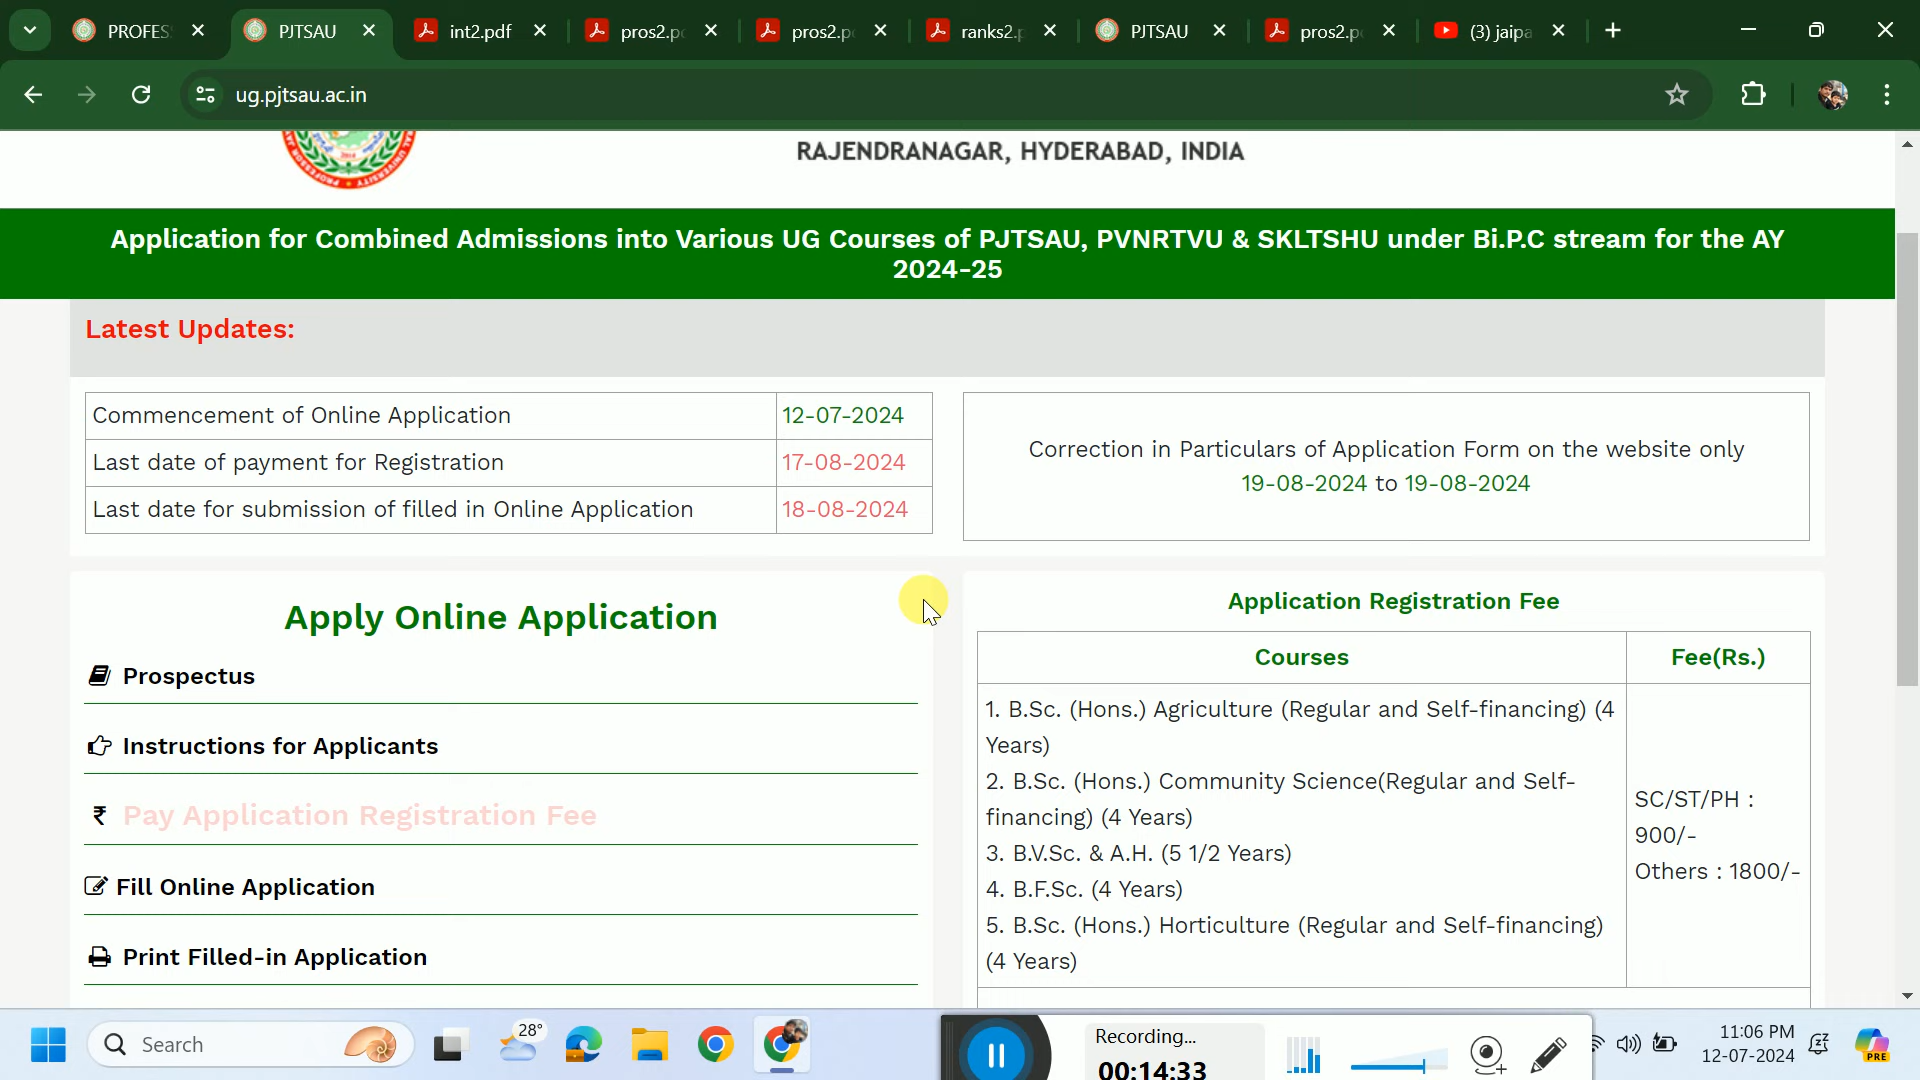 PROFES
PJTSAU
int2.pdf
pros2.p
pros2.p
ranks2.p
PJTSAU
pros2.p
(3) jaipa
ug.pjtsau.ac.in
RAJENDRANAGAR, HYDERABAD, INDIA
Application for Combined Admissions into Various UG Courses of PJTSAU, PVNRTVU & SKLTSHU under Bi.P.C stream for the AY
2024-25
Latest Updates:
Commencement of Online Application 12-07-2024
Last date of payment for Registration 17-08-2024
Last date for submission of filled in Online Application 18-08-2024
Correction in Particulars of Application Form on the website only
19-08-2024 to 19-08-2024
Apply Online Application
Prospectus
Instructions for Applicants
₹ Pay Application Registration Fee
Fill Online Application
Print Filled-in Application
Application Registration Fee
Courses Fee(Rs.)
1. B.Sc. (Hons.) Agriculture (Regular and Self-financing) (4
Years)
2. B.Sc. (Hons.) Community Science(Regular and Self-
financing) (4 Years)
3. B.V.Sc. & A.H. (5 1/2 Years)
4. B.F.Sc. (4 Years)
5. B.Sc. (Hons.) Horticulture (Regular and Self-financing)
(4 Years)
SC/ST/PH :
900/-
Others : 1800/-
Search
28°
Recording...
00:14:33
11:06 PM
12-07-2024
PRE